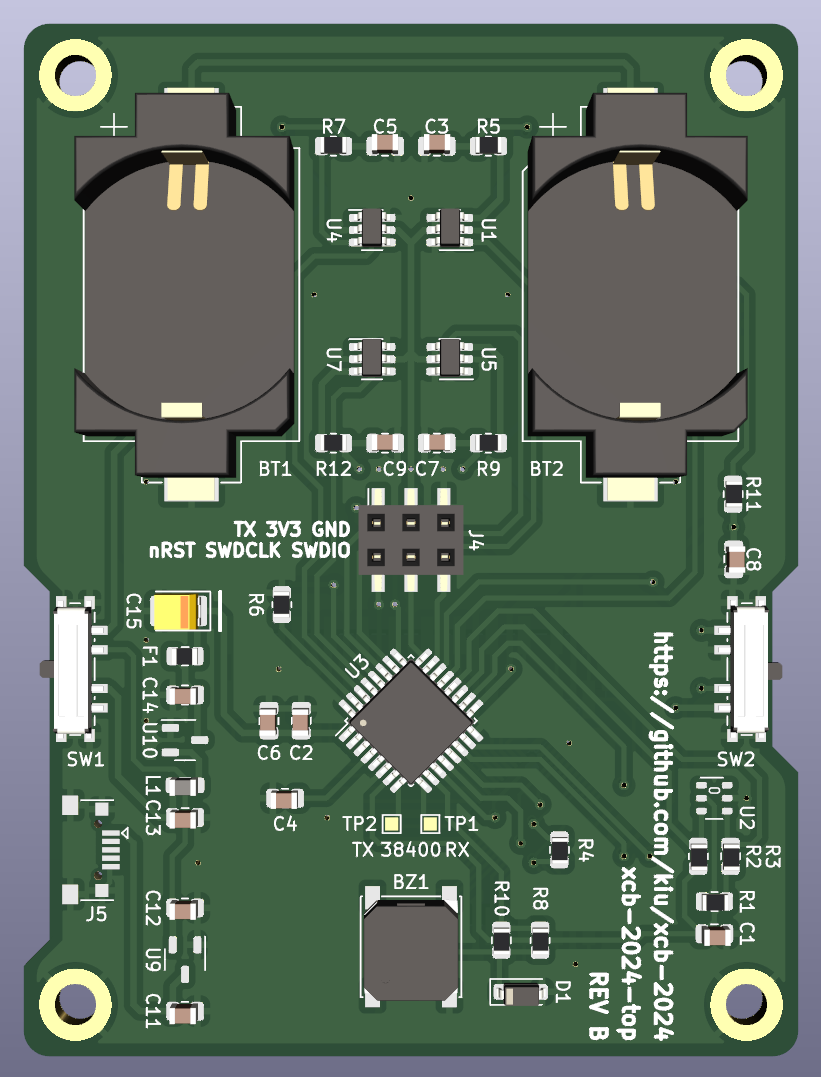 R7 C5 C3 R5
U4 U1
U7 U5
BT1 R12 C9 C7 R9 BT2
R11
TX 3V3 GND
nRST SWDCLK SWDIO
J4
C8
C15
R6
F1
U3
C14
U10
C6 C2
SW1
SW2
L1
C13
C4
U2
TP2 TP1
TX 38400 RX
R4
R2
R3
J5
BZ1
C12
R10 R8
R1
C1
U9
D1
C11
https://github.com/kiu/xcb-2024
xcb-2024-top
REV B